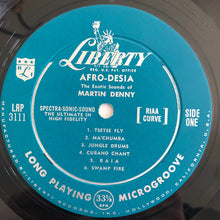 LIBERTY
REG. U.S. PAT. OFFICE
AFRO-DESIA
The Exotic Sounds of
MARTIN DENNY
LRP
3111
SPECTRA-SONIC-SOUND
THE ULTIMATE IN
HIGH FIDELITY
RIAA
CURVE
SIDE
ONE
1. TSETSE FLY
2. MA'CHUMBA
3. JUNGLE DRUMS
4. CUBANO CHANT
5. BAIA
6. SWAMP FIRE
LONG PLAYING 33⅓ RPM MICROGROOVE